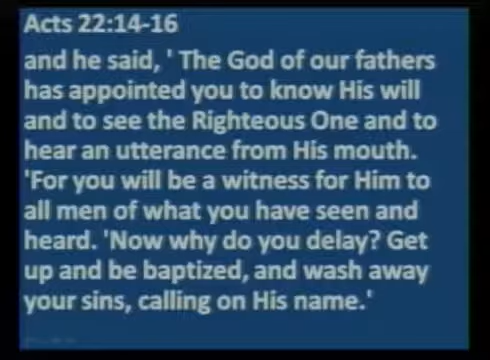 Acts 22:14-16
and he said, ' The God of our fathers
has appointed you to know His will
and to see the Righteous One and to
hear an utterance from His mouth.
'For you will be a witness for Him to
all men of what you have seen and
heard. 'Now why do you delay? Get
up and be baptized, and wash away
your sins, calling on His name.'